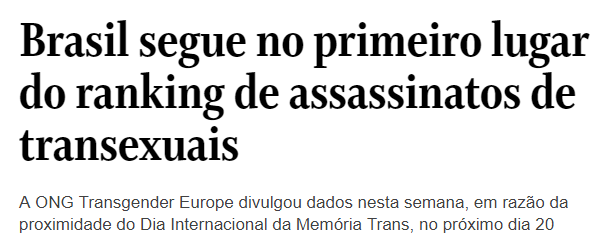 Brasil segue no primeiro lugar
do ranking de assassinatos de
transexuais
A ONG Transgender Europe divulgou dados nesta semana, em razão da
proximidade do Dia Internacional da Memória Trans, no próximo dia 20